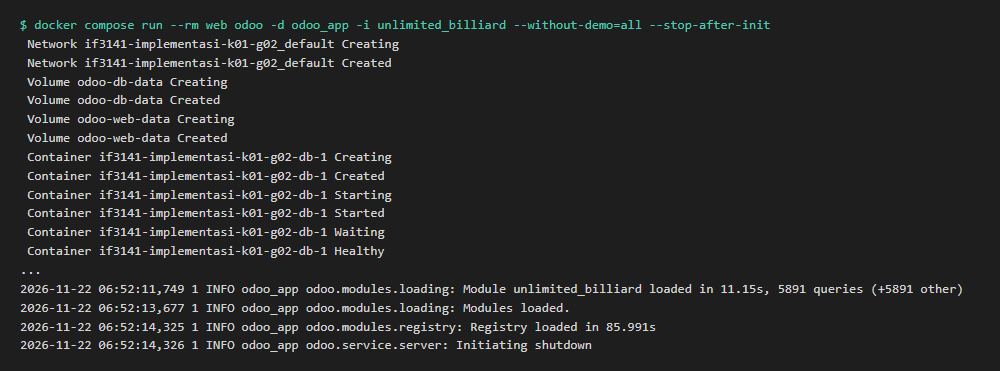 $ docker compose run --rm web odoo -d odoo_app -i unlimited_billiard --without-demo=all --stop-after-init
Network if3141-implementasi-k01-g02_default Creating
Network if3141-implementasi-k01-g02_default Created
Volume odoo-db-data Creating
Volume odoo-db-data Created
Volume odoo-web-data Creating
Volume odoo-web-data Created
Container if3141-implementasi-k01-g02-db-1 Creating
Container if3141-implementasi-k01-g02-db-1 Created
Container if3141-implementasi-k01-g02-db-1 Starting
Container if3141-implementasi-k01-g02-db-1 Started
Container if3141-implementasi-k01-g02-db-1 Waiting
Container if3141-implementasi-k01-g02-db-1 Healthy
...
2026-11-22 06:52:11,749 1 INFO odoo_app odoo.modules.loading: Module unlimited_billiard loaded in 11.15s, 5891 queries (+5891 other)
2026-11-22 06:52:13,677 1 INFO odoo_app odoo.modules.loading: Modules loaded.
2026-11-22 06:52:14,325 1 INFO odoo_app odoo.modules.registry: Registry loaded in 85.991s
2026-11-22 06:52:14,326 1 INFO odoo_app odoo.service.server: Initiating shutdown